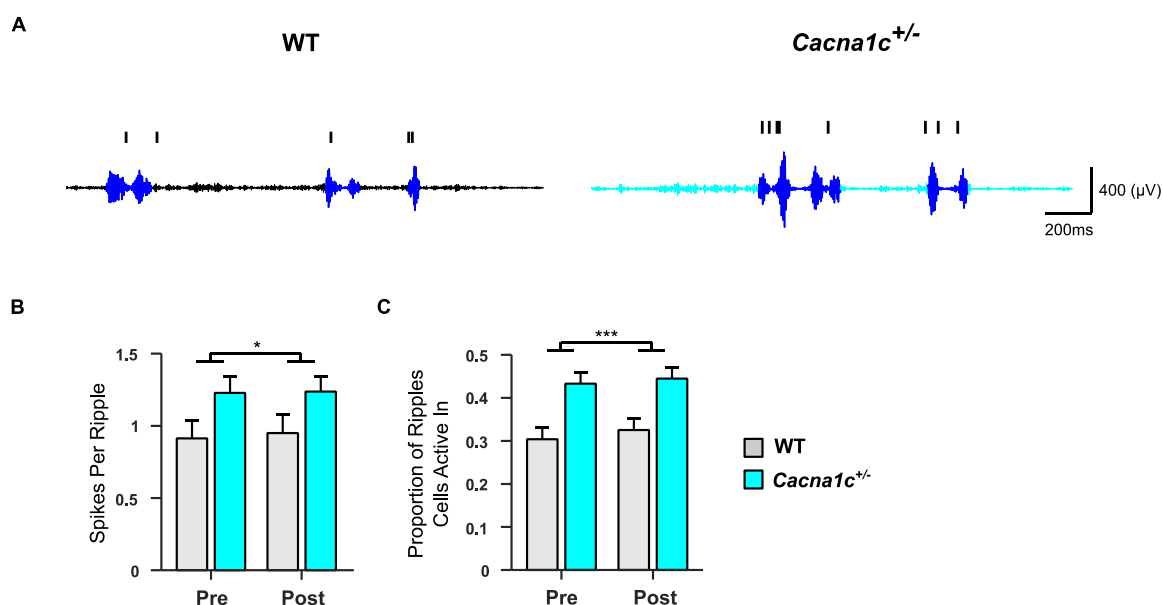 A
WT
Cacna1c+/-
400 (µV)
200ms
B
Spikes Per Ripple
1.5
1
0.5
0
*
Pre
Post
C
Proportion of Ripples
Cells Active In
0.5
0.4
0.3
0.2
0.1
0
***
Pre
Post
WT
Cacna1c+/-